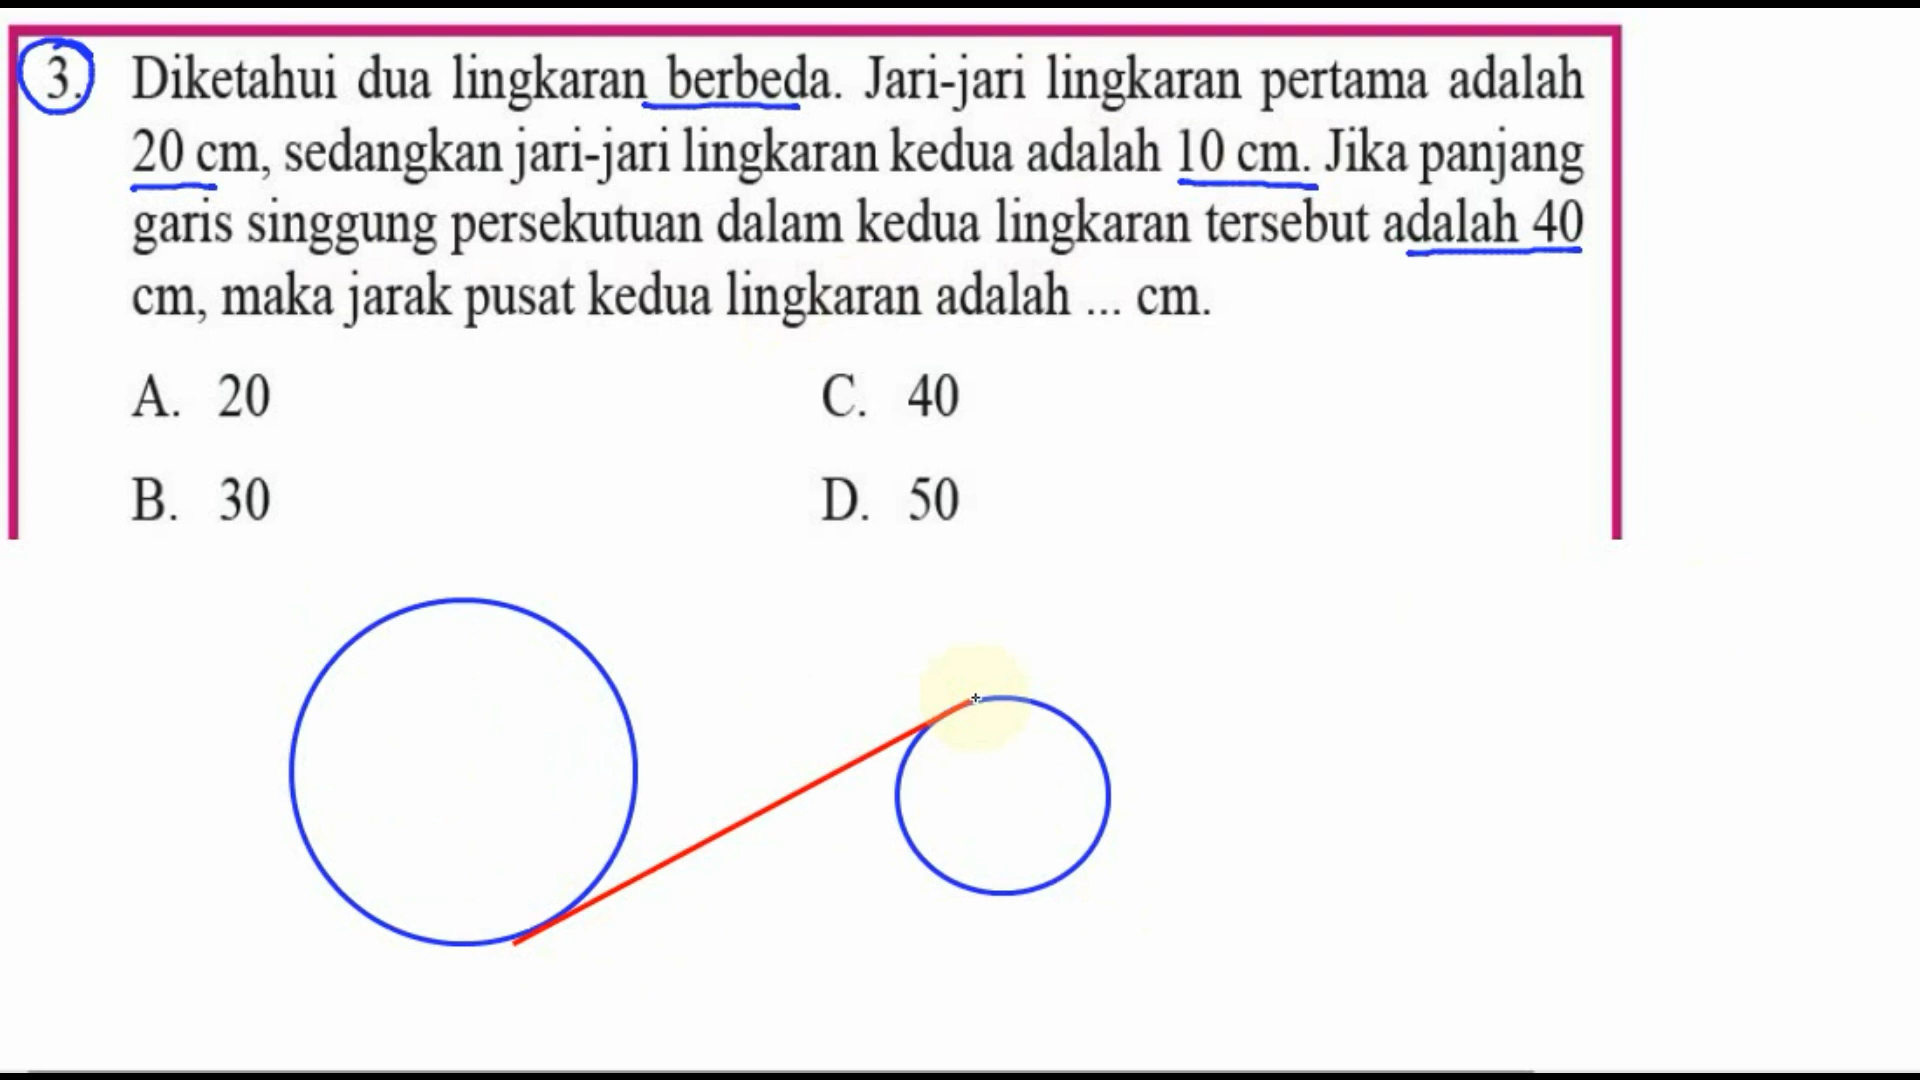 3. Diketahui dua lingkaran berbeda. Jari-jari lingkaran pertama adalah
20 cm, sedangkan jari-jari lingkaran kedua adalah 10 cm. Jika panjang
garis singgung persekutuan dalam kedua lingkaran tersebut adalah 40
cm, maka jarak pusat kedua lingkaran adalah ... cm.
A. 20 C. 40
B. 30 D. 50